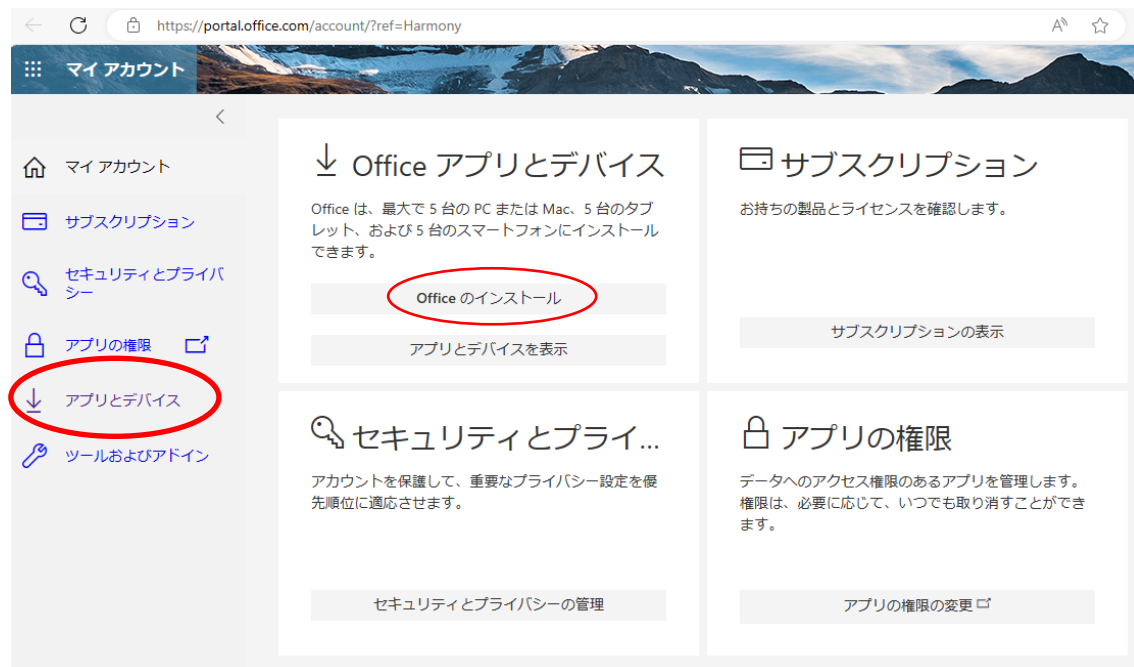 https://portal.office.com/account/?ref=Harmony
マイ アカウント
マイ アカウント
サブスクリプション
セキュリティとプライバ
シー
アプリの権限
アプリとデバイス
ツールおよびアドイン
Office アプリとデバイス
Office は、最大で 5 台の PC または Mac、5 台のタブ
レット、および 5 台のスマートフォンにインストール
できます。
Office のインストール
アプリとデバイスを表示
サブスクリプション
お持ちの製品とライセンスを確認します。
サブスクリプションの表示
セキュリティとプライ...
アカウントを保護して、重要なプライバシー設定を優
先順位に適応させます。
セキュリティとプライバシーの管理
アプリの権限
データへのアクセス権限のあるアプリを管理します。
権限は、必要に応じて、いつでも取り消すことができ
ます。
アプリの権限の変更